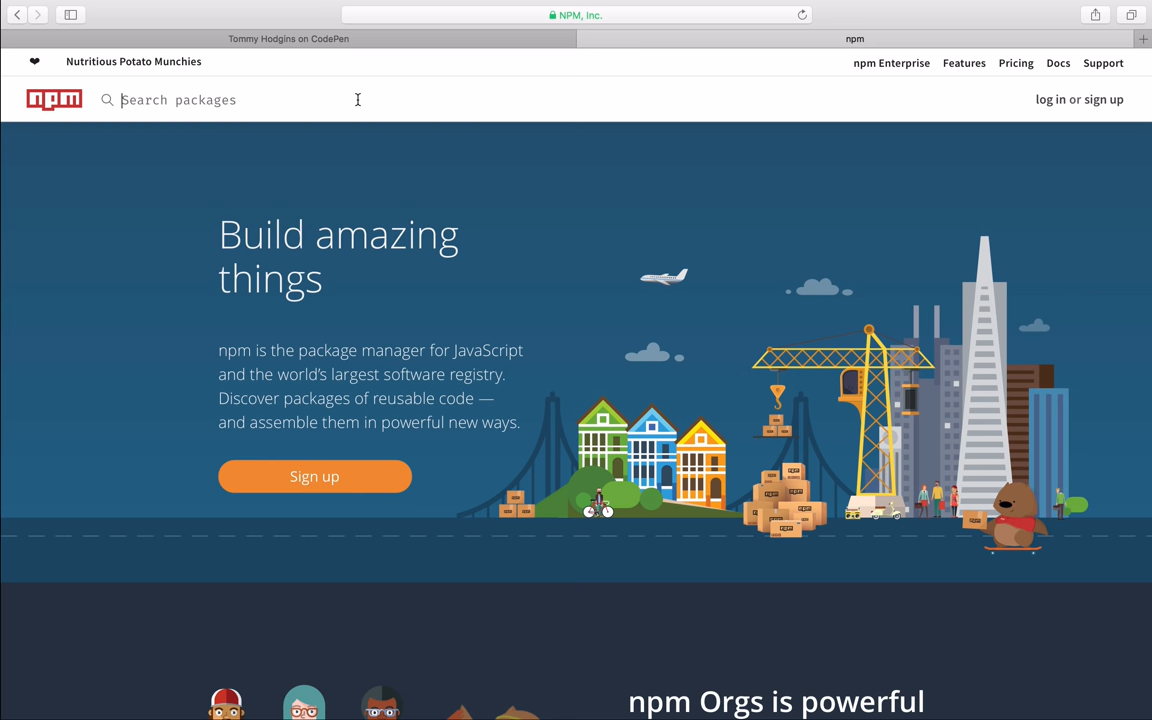 NPM, Inc.
Tommy Hodgins on CodePen
npm
❤ Nutritious Potato Munchies
npm Enterprise Features Pricing Docs Support
npm Search packages
log in or sign up
Build amazing
things
npm is the package manager for JavaScript
and the world's largest software registry.
Discover packages of reusable code —
and assemble them in powerful new ways.
Sign up
npm Orgs is powerful